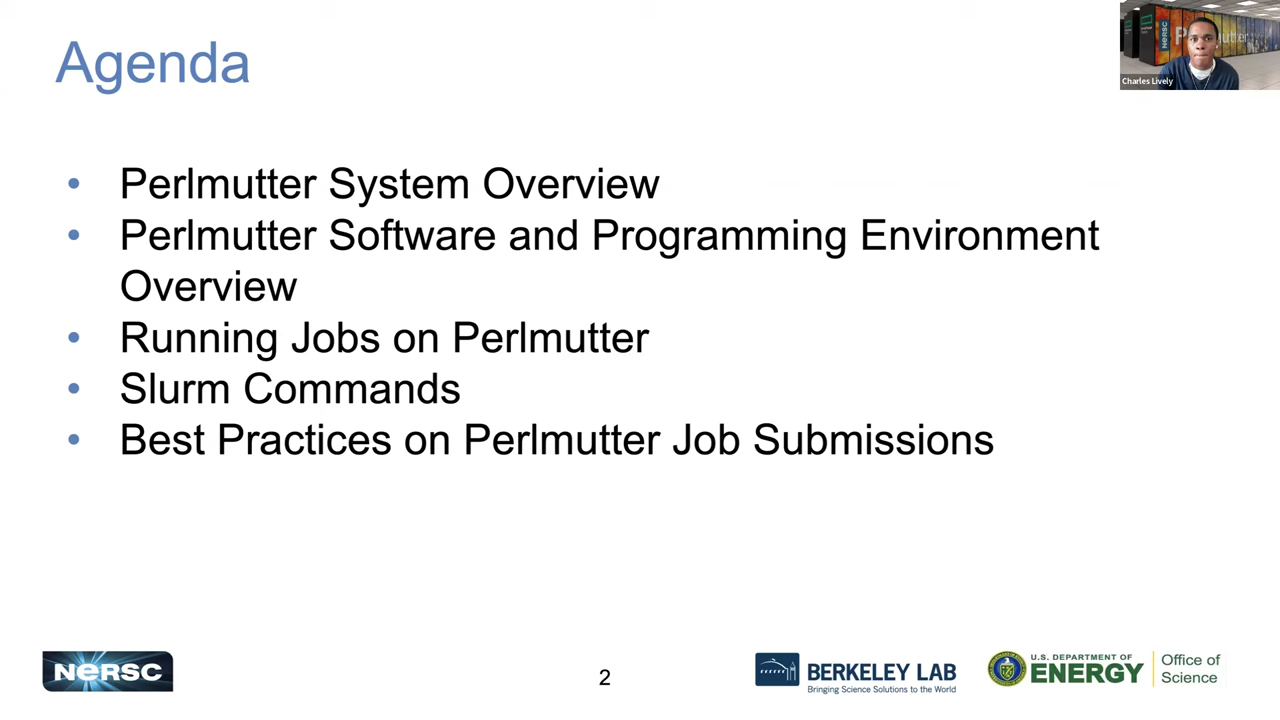 Agenda
NERSC
Perlmutter
Charles Lively
• Perlmutter System Overview
• Perlmutter Software and Programming Environment
Overview
• Running Jobs on Perlmutter
• Slurm Commands
• Best Practices on Perlmutter Job Submissions
NERSC
2
BERKELEY LAB
Bringing Science Solutions to the World
U.S. DEPARTMENT OF
ENERGY
Office of
Science